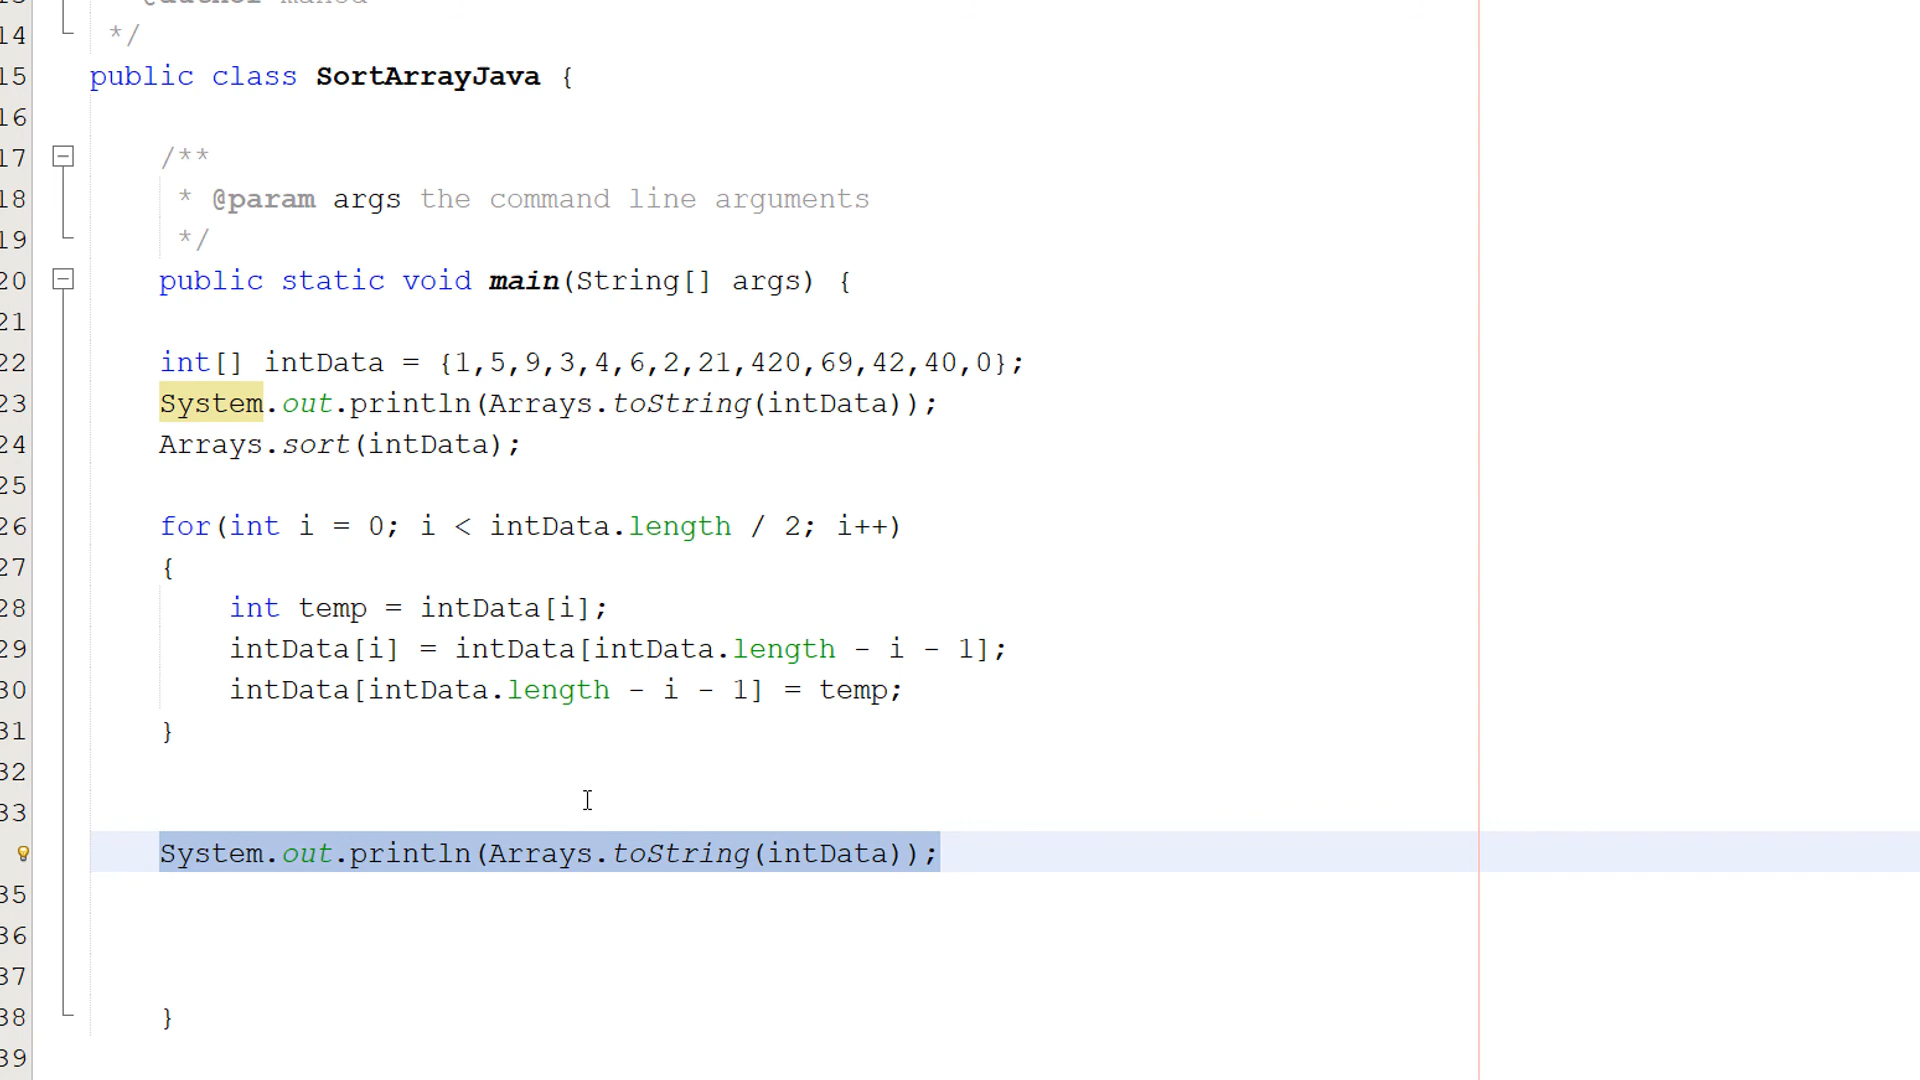 14 */
15 public class SortArrayJava {
16
17 /**
18 * @param args the command line arguments
19 */
20 public static void main(String[] args) {
21
22 int[] intData = {1,5,9,3,4,6,2,21,420,69,42,40,0};
23 System.out.println(Arrays.toString(intData));
24 Arrays.sort(intData);
25
26 for(int i = 0; i < intData.length / 2; i++)
27 {
28 int temp = intData[i];
29 intData[i] = intData[intData.length - i - 1];
30 intData[intData.length - i - 1] = temp;
31 }
32
33
System.out.println(Arrays.toString(intData));
35
36
37
38 }
39